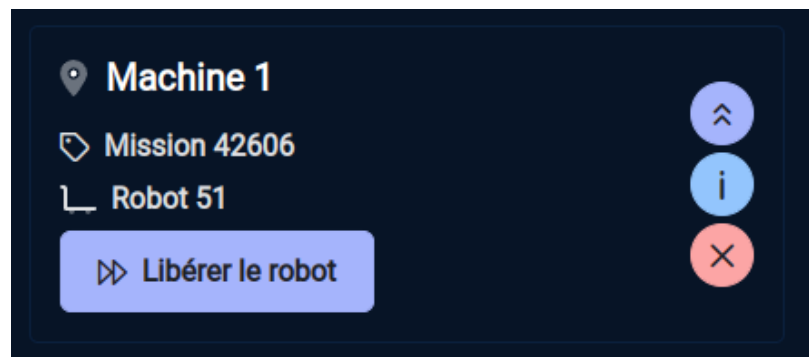 Machine 1
Mission 42606
Robot 51
Libérer le robot
i